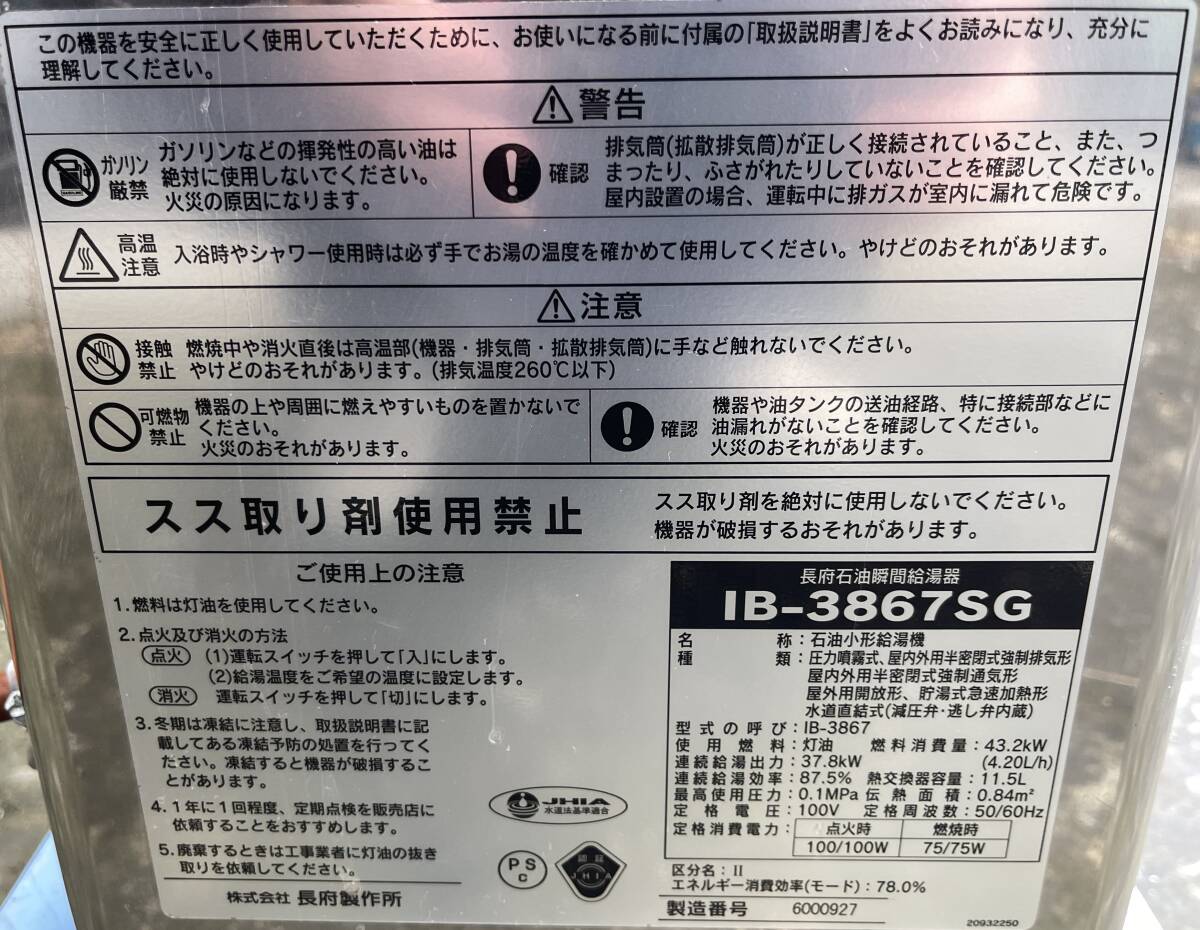 この機器を安全に正しく使用していただくために、お使いになる前に付属の「取扱説明書」をよくお読みになり、充分に
理解してください。
警告
ガソリン
厳禁
ガソリンなどの揮発性の高い油は
絶対に使用しないでください。
火災の原因になります。
確認
排気筒(拡散排気筒)が正しく接続されていること、また、つ
まったり、ふさがれたりしていないことを確認してください。
屋内設置の場合、運転中に排ガスが室内に漏れて危険です。
高温
注意
入浴時やシャワー使用時は必ず手でお湯の温度を確かめて使用してください。やけどのおそれがあります。
注意
接触
禁止
燃焼中や消火直後は高温部(機器・排気筒・拡散排気筒)に手など触れないでください。
やけどのおそれがあります。(排気温度260℃以下)
可燃物
禁止
機器の上や周囲に燃えやすいものを置かないで
ください。
火災のおそれがあります。
確認
機器や油タンクの送油経路、特に接続部などに
油漏れがないことを確認してください。
火災のおそれがあります。
スス取り剤使用禁止
スス取り剤を絶対に使用しないでください。
機器が破損するおそれがあります。
ご使用上の注意
1.燃料は灯油を使用してください。
2.点火及び消火の方法
点火 (1)運転スイッチを押して「入」にします。
(2)給湯温度をご希望の温度に設定します。
消火 運転スイッチを押して「切」にします。
3.冬期は凍結に注意し、取扱説明書に記
載してある凍結予防の処置を行ってく
ださい。凍結すると機器が破損するこ
とがあります。
4.1年に1回程度、定期点検を販売店に
依頼することをおすすめします。
5.廃棄するときは工事業者に灯油の抜き
取りを依頼してください。
株式会社 長府製作所
JHIA
水道法基準適合
PS
C
認証
JHIA
長府石油瞬間給湯器
IB-3867SG
名称:石油小形給湯機
種類:圧力噴霧式、屋内外用半密閉式強制排気形
屋内外用半密閉式強制通気形
屋外用開放形、貯湯式急速加熱形
水道直結式(減圧弁・逃し弁内蔵)
型式の呼び:IB-3867
使用燃料:灯油 燃料消費量:43.2kW
連続給湯出力:37.8kW (4.20L/h)
連続給湯効率:87.5% 熱交換器容量:11.5L
最高使用圧力:0.1MPa 伝熱面積:0.84m²
定格電圧:100V 定格周波数:50/60Hz
定格消費電力: 点火時 燃焼時
100/100W 75/75W
区分名:II
エネルギー消費効率(モード):78.0%
製造番号 6000927
20932250